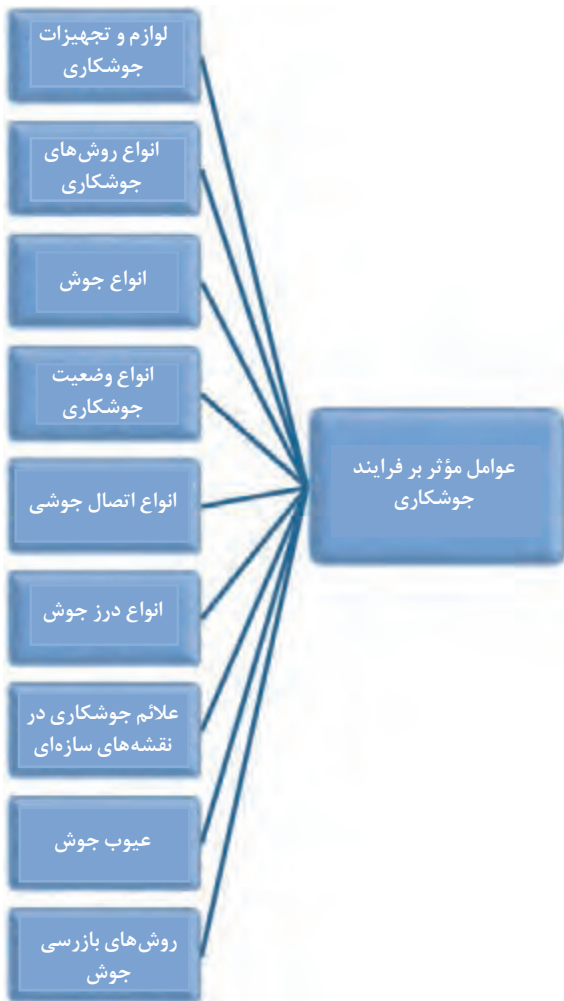 عوامل مؤثر بر فرایند
جوشکاری
لوازم و تجهیزات
جوشکاری
انواع روش‌های
جوشکاری
انواع جوش
انواع وضعیت
جوشکاری
انواع اتصال جوشی
انواع درز جوش
علائم جوشکاری در
نقشه‌های سازه‌ای
عیوب جوش
روش‌های بازرسی
جوش